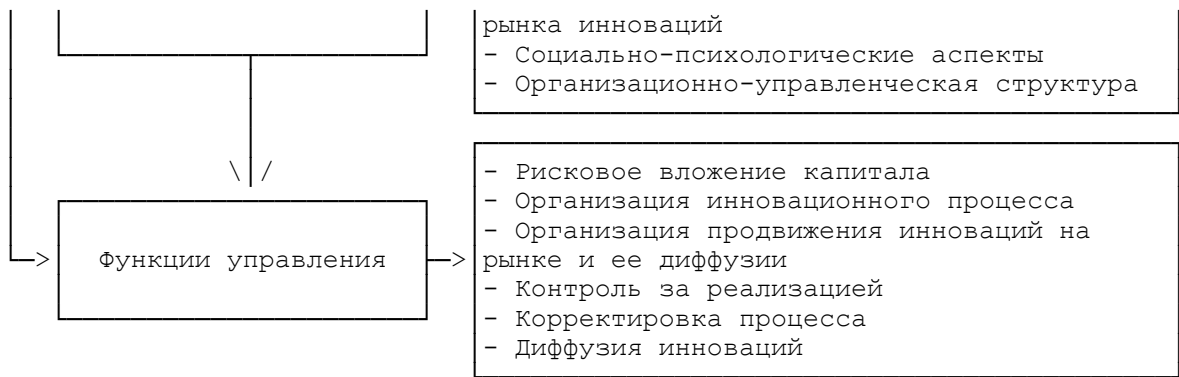 рынка инноваций
- Социально-психологические аспекты
- Организационно-управленческая структура
- Рисковое вложение капитала
- Организация инновационного процесса
- Организация продвижения инноваций на
Функции управления
рынке и ее диффузии
- Контроль за реализацией
- Корректировка процесса
- Диффузия инноваций